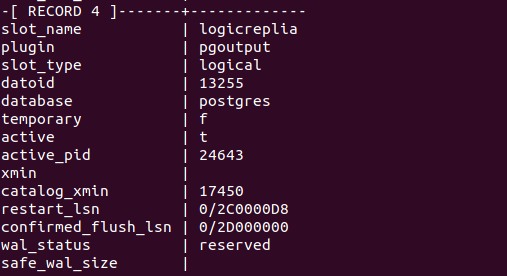 -[ RECORD 4 ]-------+-------------
slot_name           | logicreplia
plugin              | pgoutput
slot_type           | logical
datoid              | 13255
database            | postgres
temporary           | f
active              | t
active_pid          | 24643
xmin                |
catalog_xmin        | 17450
restart_lsn         | 0/2C0000D8
confirmed_flush_lsn | 0/2D000000
wal_status          | reserved
safe_wal_size       |